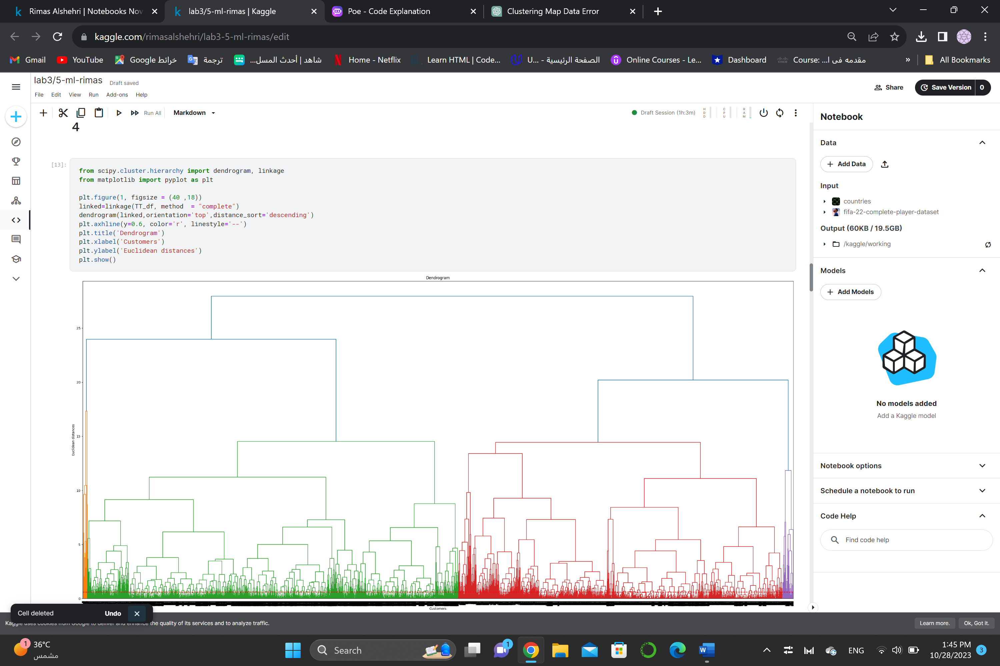 Rimas Alshehri | Notebooks Nov
lab3/5-ml-rimas | Kaggle
Poe - Code Explanation
Clustering Map Data Error
kaggle.com/rimasalshehri/lab3-5-ml-rimas/edit
Gmail
YouTube
خرائط Google
ترجمة
شاهد | أحدث المسل...
Home - Netflix
Learn HTML | Code...
الصفحة الرئيسية - U...
Online Courses - Le...
Dashboard
Course: مقدمه فى ا...
»
All Bookmarks
lab3/5-ml-rimas
Draft saved
File Edit View Run Add-ons Help
Share
Save Version 0
Run All
Markdown
Draft Session (1h:3m)
HDD
CPU
RAM
4
[13]:
from scipy.cluster.hierarchy import dendrogram, linkage
from matplotlib import pyplot as plt
plt.figure(1, figsize = (40 ,18))
linked=linkage(TT_df, method  = "complete")
dendrogram(linked,orientation='top',distance_sort='descending')
plt.axhline(y=0.6, color='r', linestyle='--')
plt.title('Dendrogram')
plt.xlabel('Customers')
plt.ylabel('Euclidean distances')
plt.show()
Dendrogram
25
20
15
10
5
0
Euclidean distances
Customers
Notebook
Data
Add Data
Input
countries
fifa-22-complete-player-dataset
Output (60KB / 19.5GB)
/kaggle/working
Models
Add Models
No models added
Add a Kaggle model
Notebook options
Schedule a notebook to run
Code Help
Find code help
Cell deleted
Undo
Kaggle uses cookies from Google to deliver and enhance the quality of its services and to analyze traffic.
Learn more.
Ok, Got it.
1
36°C
مشمس
Search
1
W
ENG
1:45 PM
10/28/2023
3